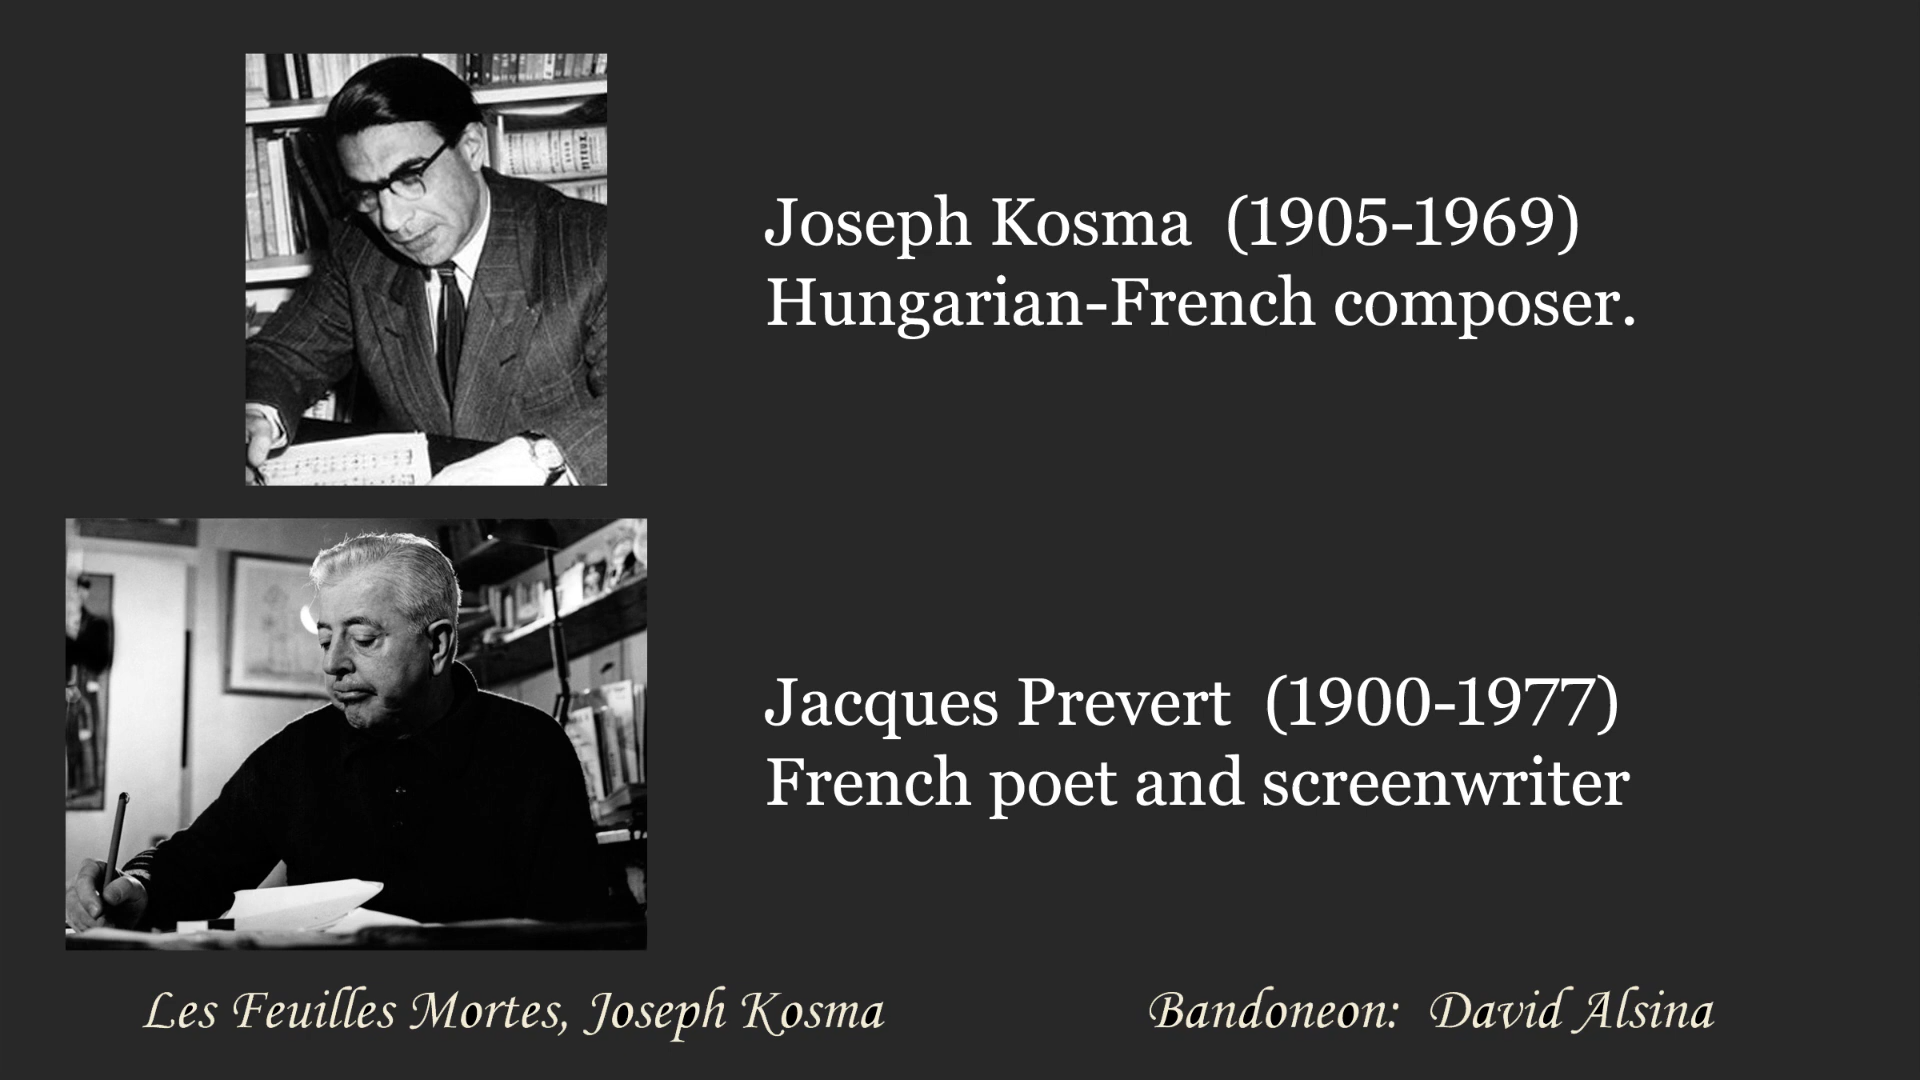 Joseph Kosma (1905-1969)
Hungarian-French composer.
Jacques Prevert (1900-1977)
French poet and screenwriter
Les Feuilles Mortes, Joseph Kosma
Bandoneon: David Alsina